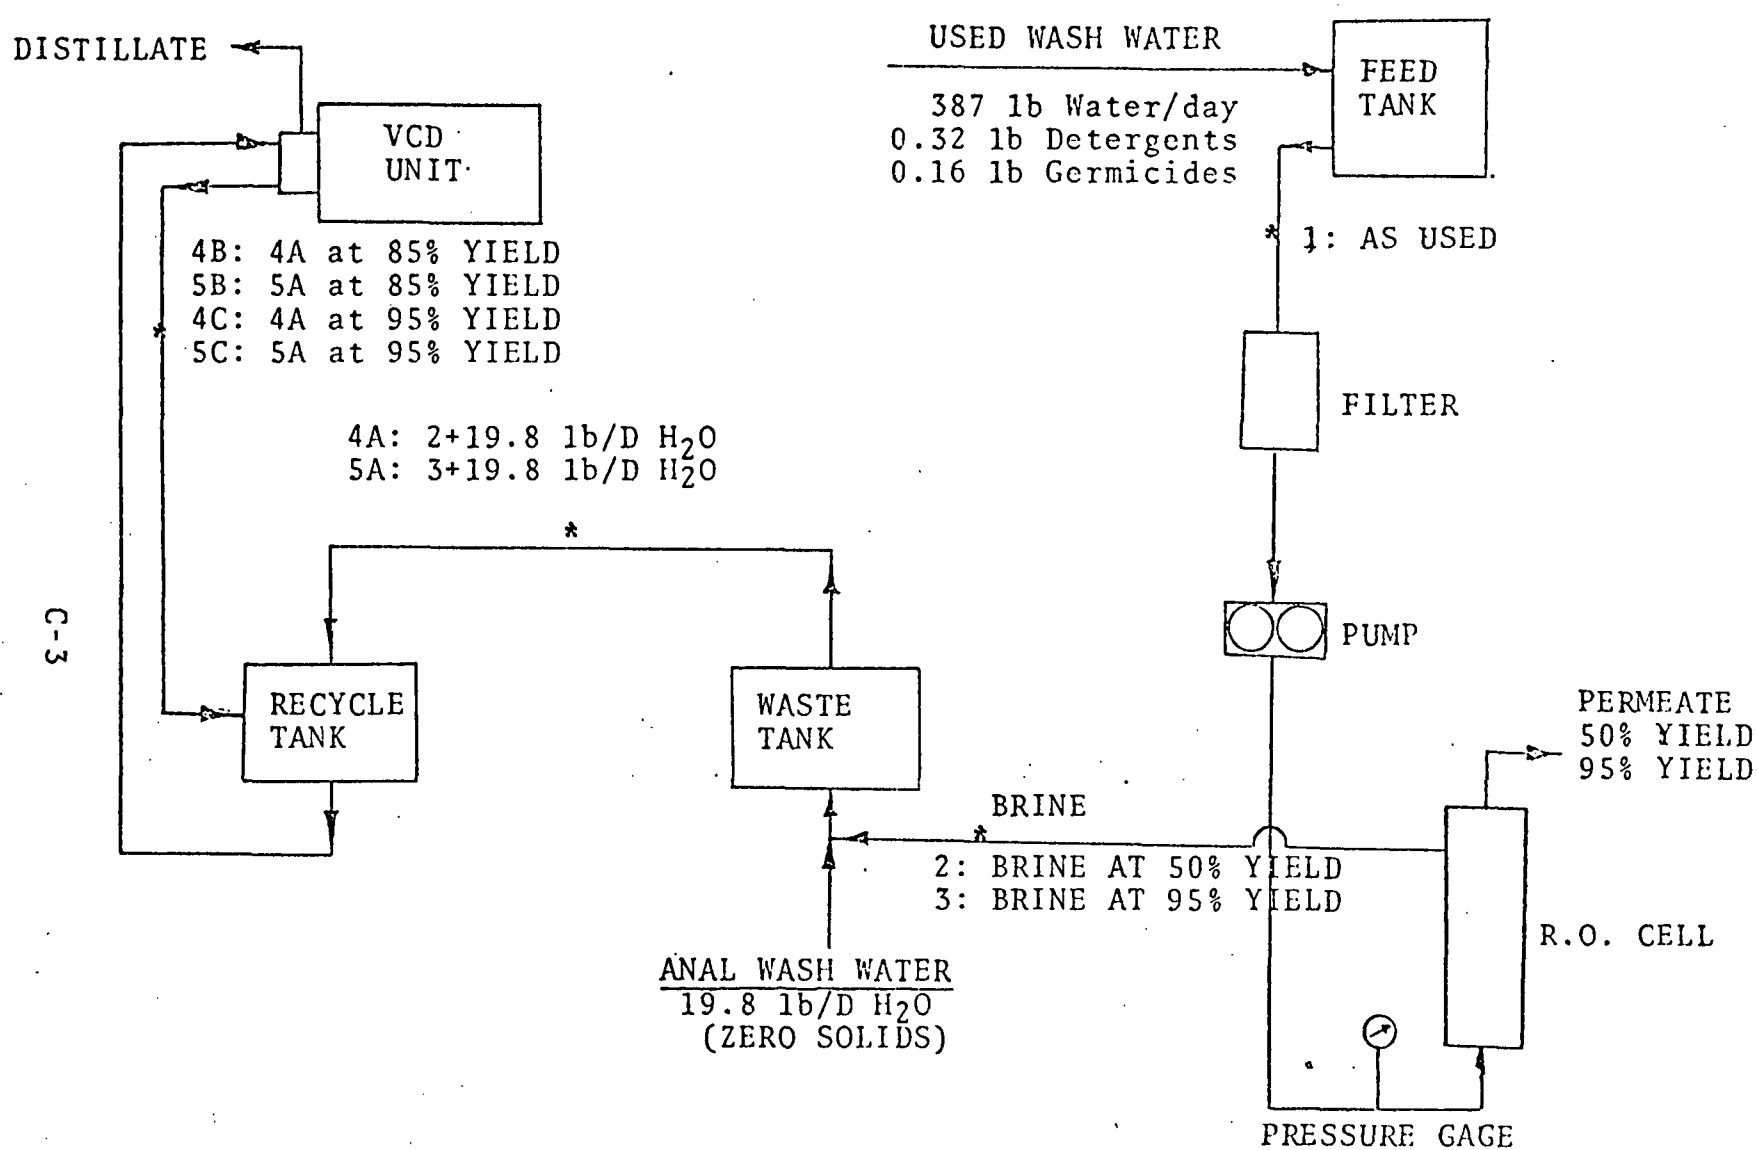 DISTILLATE
VCD
UNIT
4B: 4A at 85% YIELD
5B: 5A at 85% YIELD
4C: 4A at 95% YIELD
5C: 5A at 95% YIELD
4A: 2+19.8 lb/D H2O
5A: 3+19.8 lb/D H2O
*
*
RECYCLE
TANK
WASTE
TANK
ANAL WASH WATER
19.8 lb/D H2O
(ZERO SOLIDS)
USED WASH WATER
387 lb Water/day
0.32 lb Detergents
0.16 lb Germicides
FEED
TANK
* 1: AS USED
FILTER
PUMP
PERMEATE
50% YIELD
95% YIELD
BRINE
*
2: BRINE AT 50% YIELD
3: BRINE AT 95% YIELD
R.O. CELL
PRESSURE GAGE
C-3